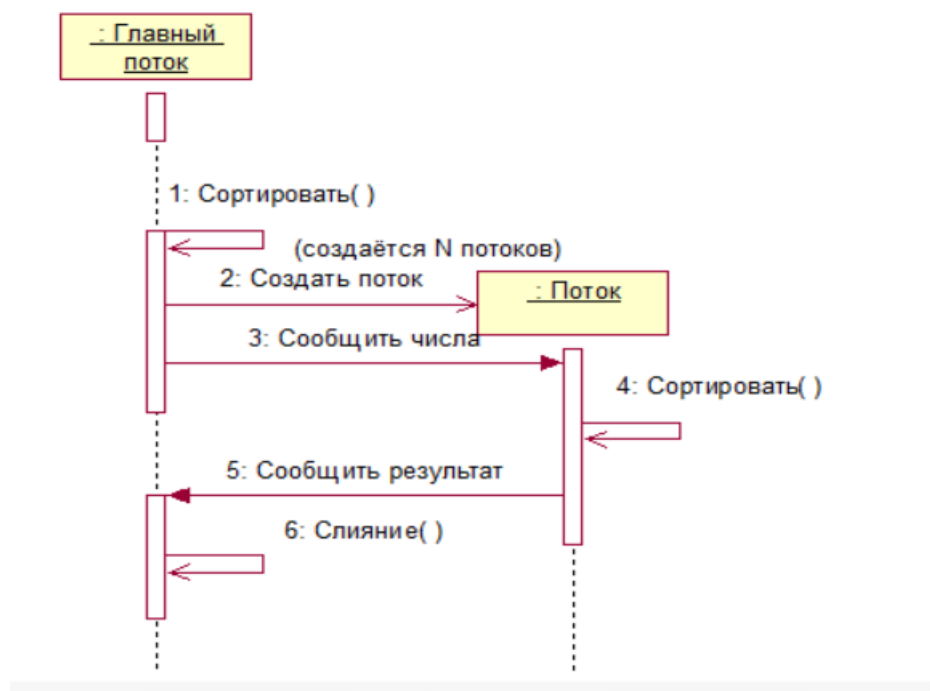 : Главный
поток
1: Сортировать( )
(создаётся N потоков)
2: Создать поток
: Поток
3: Сообщить числа
4: Сортировать( )
5: Сообщить результат
6: Слияние( )